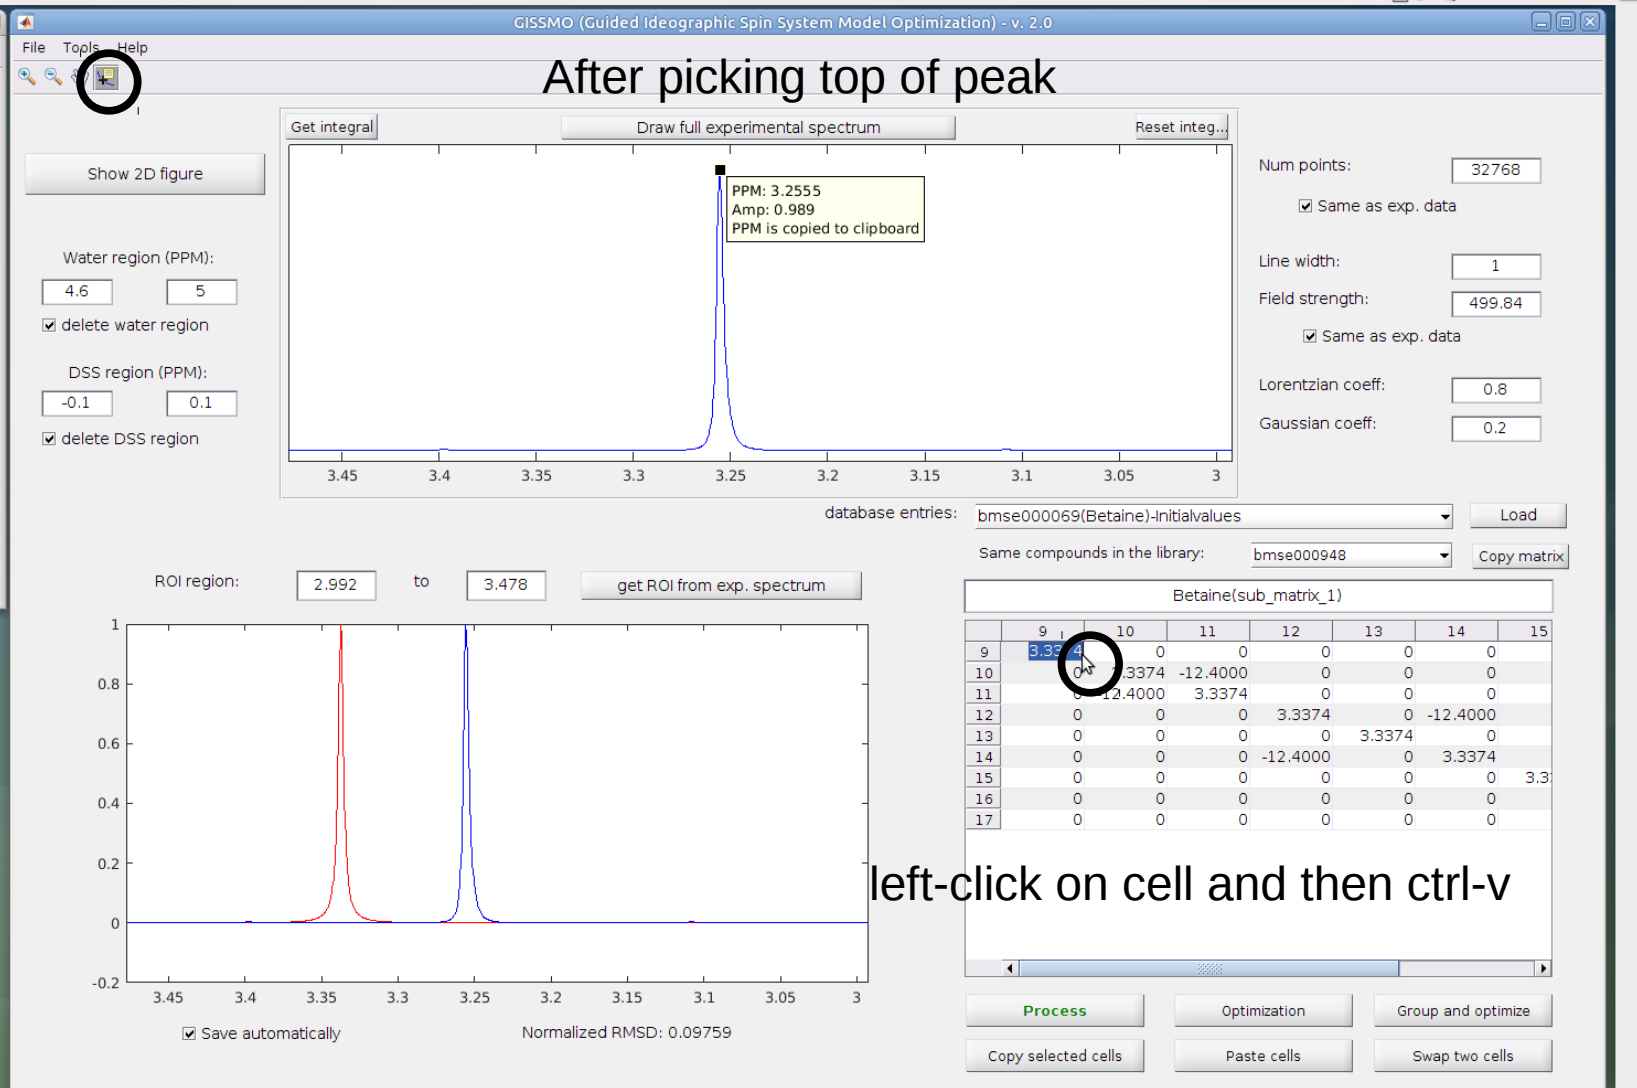 GISSMO (Guided Ideographic Spin System Model Optimization) - v. 2.0
File Tools Help
After picking top of peak
Get integral Draw full experimental spectrum Reset integ...
Show 2D figure
PPM: 3.2555
Amp: 0.989
PPM is copied to clipboard
Num points: 32768
Same as exp. data
Water region (PPM):
4.6 5
delete water region
Line width: 1
Field strength: 499.84
Same as exp. data
DSS region (PPM):
-0.1 0.1
delete DSS region
Lorentzian coeff: 0.8
Gaussian coeff: 0.2
3.45 3.4 3.35 3.3 3.25 3.2 3.15 3.1 3.05 3
database entries: bmse000069(Betaine)-Initialvalues Load
Same compounds in the library: bmse000948 Copy matrix
ROI region: 2.992 to 3.478 get ROI from exp. spectrum
Betaine(sub_matrix_1)
9 10 11 12 13 14 15
9 0 0 0 0 0
10 0 -12.4000 0 0 0
11 3.3374 0 0 0
12 0 0 0 3.3374 0 -12.4000
13 0 0 0 0 3.3374 0
14 0 0 0 -12.4000 0 3.3374
15 0 0 0 0 0 0
16 0 0 0 0 0 0
17 0 0 0 0 0 0
left-click on cell and then ctrl-v
1
0.8
0.6
0.4
0.2
0
-0.2
3.45 3.4 3.35 3.3 3.25 3.2 3.15 3.1 3.05 3
Save automatically Normalized RMSD: 0.09759
Process Optimization Group and optimize
Copy selected cells Paste cells Swap two cells